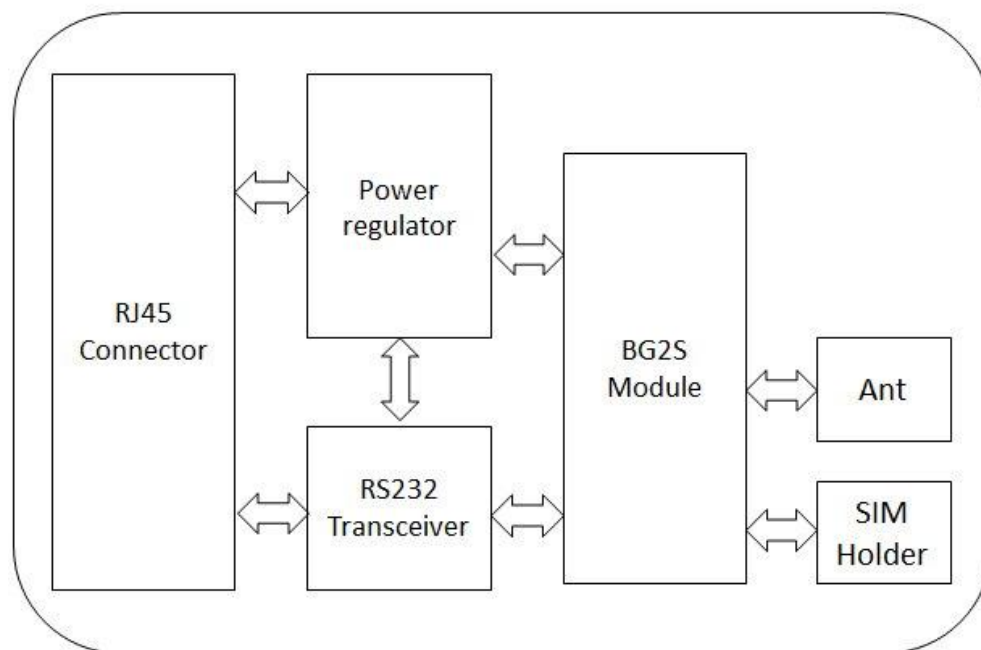 RJ45
Connector
Power
regulator
RS232
Transceiver
BG2S
Module
Ant
SIM
Holder